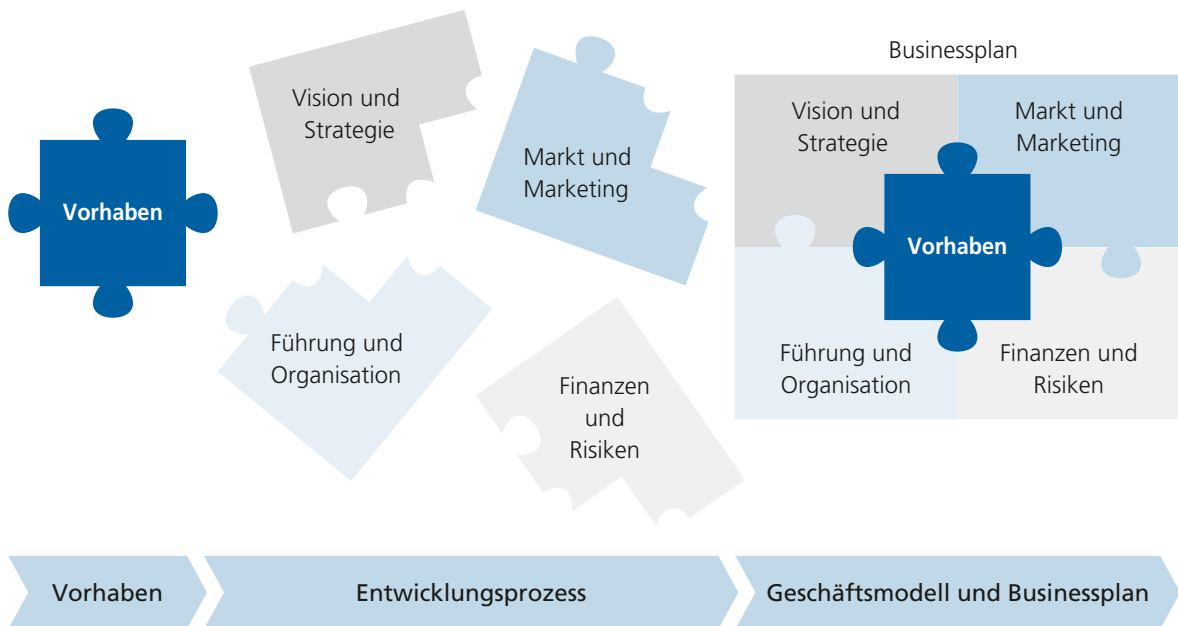 Vorhaben
Vision und
Strategie
Markt und
Marketing
Führung und
Organisation
Finanzen
und
Risiken
Businessplan
Vision und
Strategie
Markt und
Marketing
Vorhaben
Führung und
Organisation
Finanzen und
Risiken
Vorhaben
Entwicklungsprozess
Geschäftsmodell und Businessplan